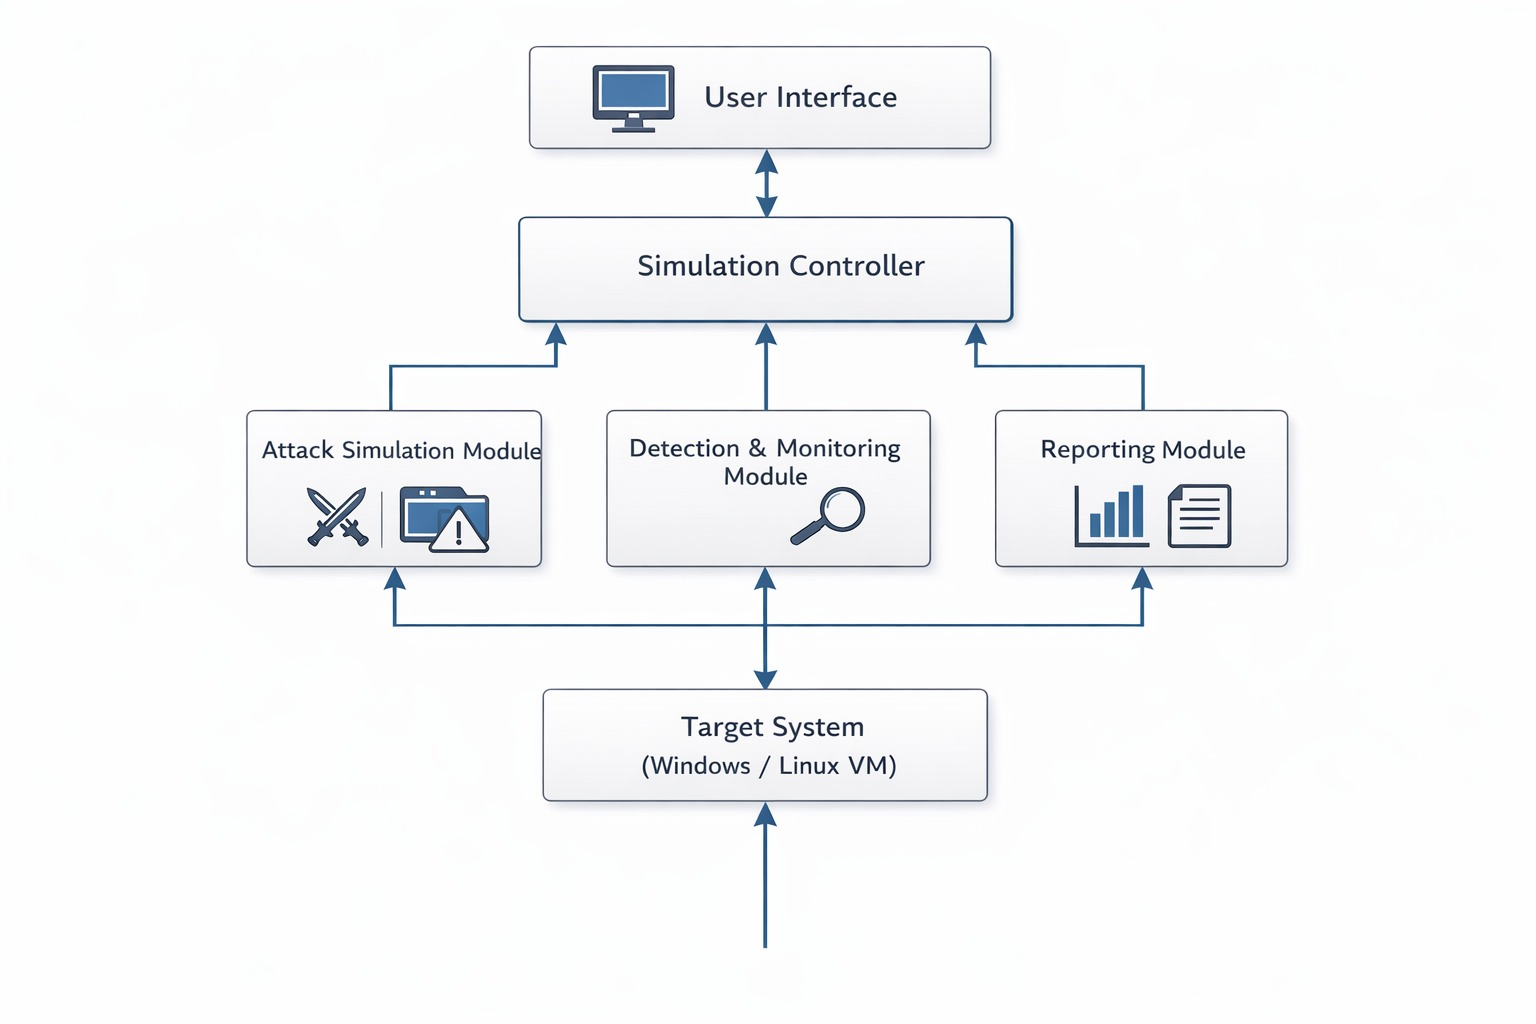 User Interface
Simulation Controller
Attack Simulation Module
Detection & Monitoring
Module
Reporting Module
Target System
(Windows / Linux VM)